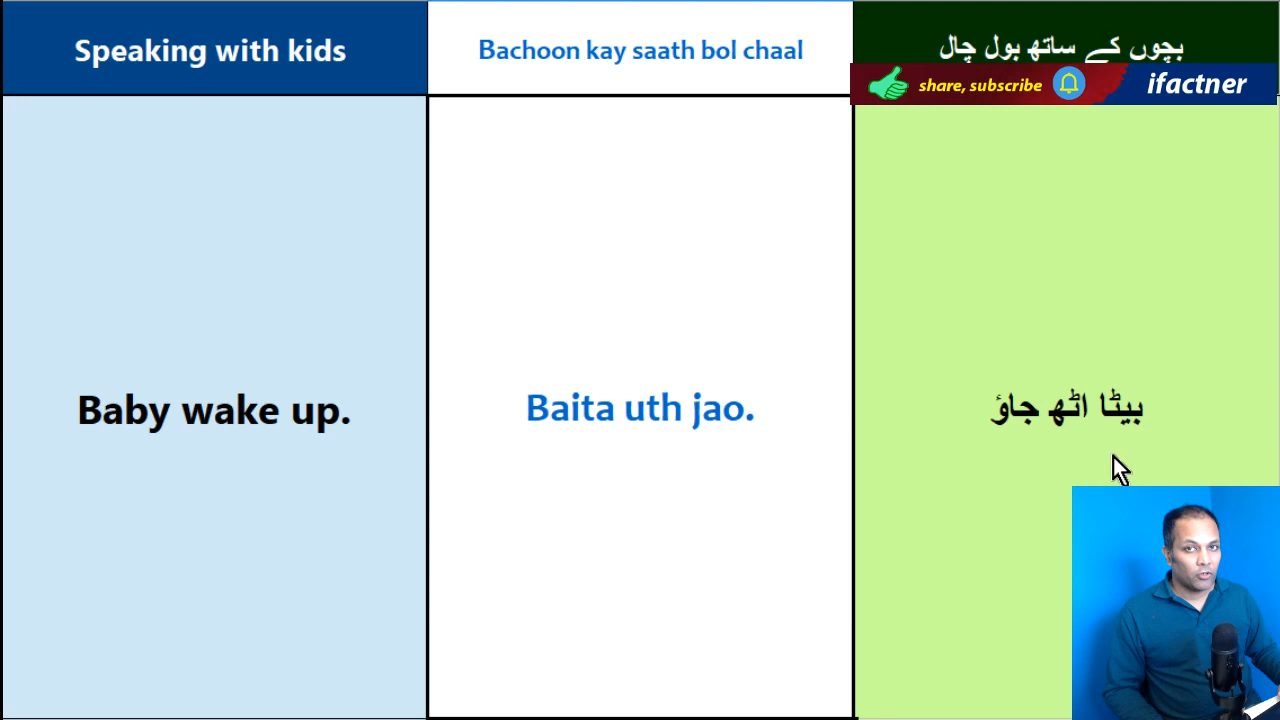 Speaking with kids
Bachoon kay saath bol chaal
بچوں کے ساتھ بول چال
share, subscribe
ifactner
Baby wake up.
Baita uth jao.
بیٹا اٹھ جاؤ